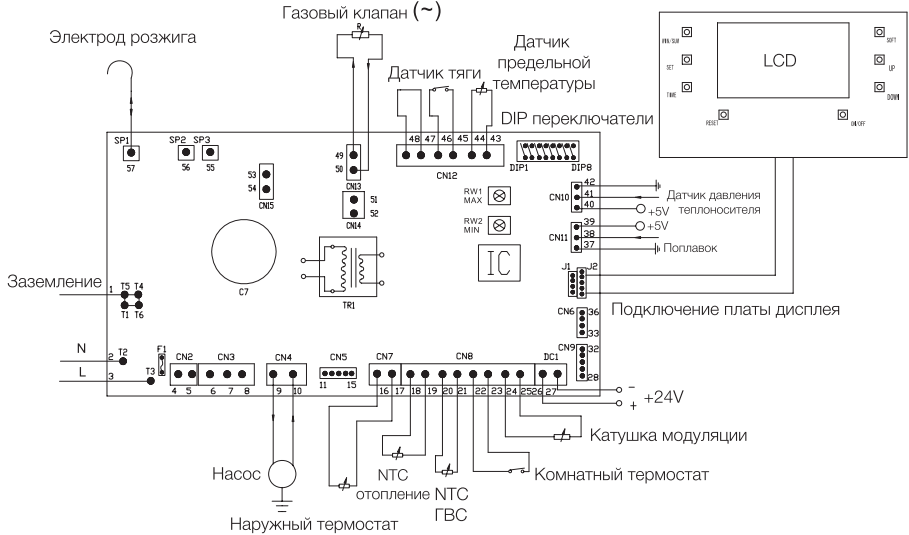 Газовый клапан (~)
Электрод розжига
R
Датчик
предельной
температуры
Датчик тяги
MIN/SUM
SET
TIME
LCD
SOFT
UP
DOWN
RESET
ON/OFF
DIP переключатели
SP1
57
SP2 SP3
56 55
53
54
CN15
49
50
CN13
51
52
CN14
48 47 46 45 44 43
CN12
DIP1 DIP8
RW1
MAX
RW2
MIN
IC
C7
TR1
42
CN10 41
40
Датчик давления
теплоносителя
+5V
39
+5V
CN11 38
37
Поплавок
J1 J2
Подключение платы дисплея
CN6 36
33
CN9 32
28
Заземление
1 T5 T4
T1 T6
N
2 T2
L
3 T3
F1
CN2 CN3 CN4 CN5 CN7 CN8 DC1
4 5 6 7 8 9 10 11 15 16 17 18 19 20 21 22 23 24 25 26 27
−
+ +24V
Катушка модуляции
Насос
NTC
отопление
NTC
ГВС
Комнатный термостат
Наружный термостат